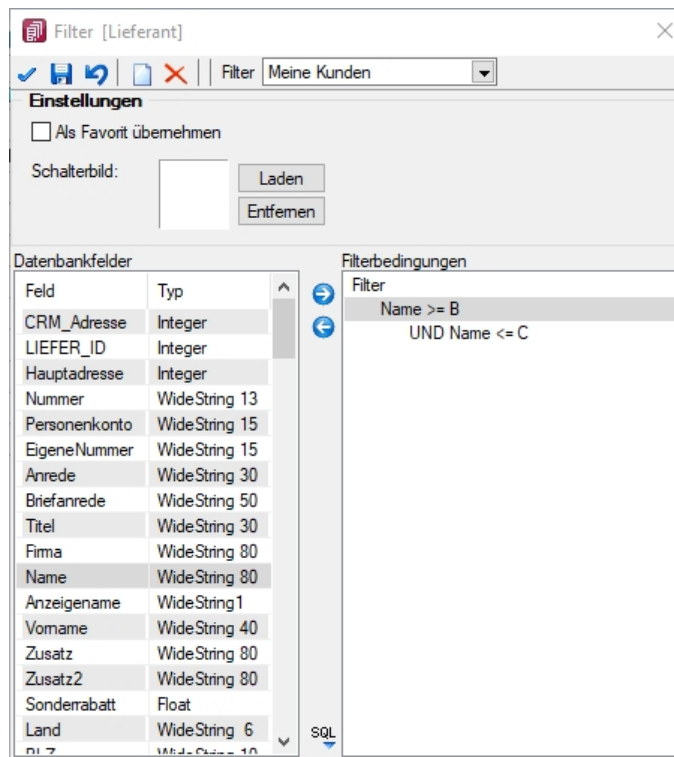 Filter [Lieferant]
Filter Meine Kunden
Einstellungen
Als Favorit übernehmen
Schalterbild:
Laden
Entfernen
Datenbankfelder
Filterbedingungen
Feld Typ
Filter
CRM_Adresse Integer
Name >= B
LIEFER_ID Integer
UND Name <= C
Hauptadresse Integer
Nummer WideString 13
Personenkonto WideString 15
EigeneNummer WideString 15
Anrede WideString 30
Briefanrede WideString 50
Titel WideString 30
Firma WideString 80
Name WideString 80
Anzeigename WideString1
Vorname WideString 40
Zusatz WideString 80
Zusatz2 WideString 80
Sonderrabatt Float
Land WideString 6
SQL
PLZ WideString 10